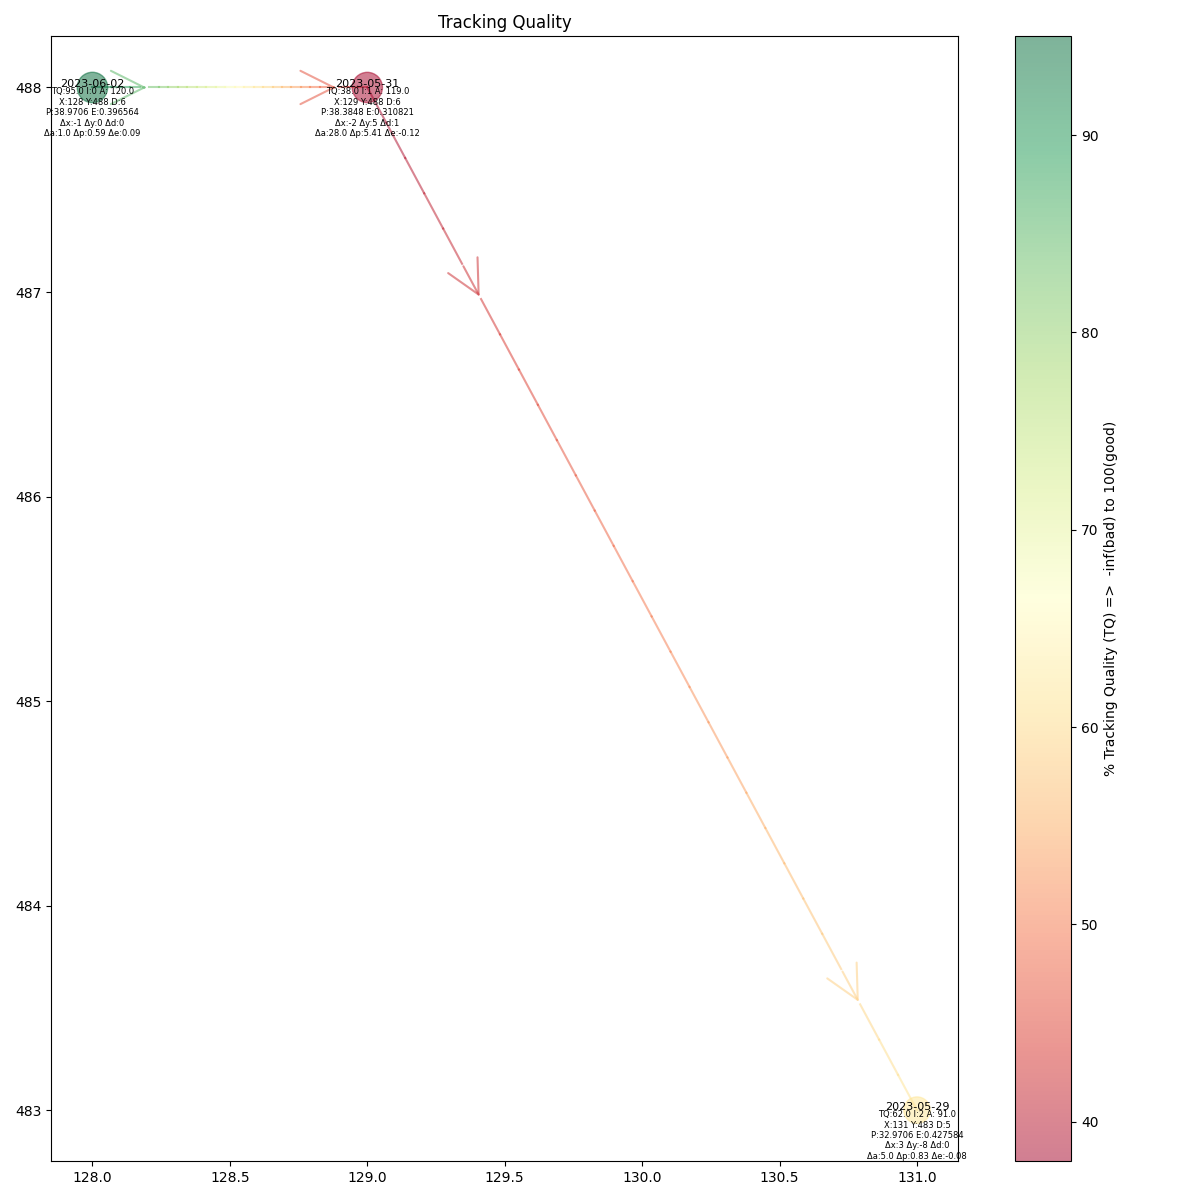 Tracking Quality
2023-06-02
TQ:95.0 I:0 A: 120.0
X:128 Y:488 D:6
P:38.9706 E:0.396564
Δx:-1 Δy:0 Δd:0
Δa:1.0 Δp:0.59 Δe:0.09
2023-05-31
TQ:38.0 I:1 A: 119.0
X:129 Y:488 D:6
P:38.3848 E:0.310821
Δx:-2 Δy:5 Δd:1
Δa:28.0 Δp:5.41 Δe:-0.12
2023-05-29
TQ:62.0 I:2 A: 91.0
X:131 Y:483 D:5
P:32.9706 E:0.427584
Δx:3 Δy:-8 Δd:0
Δa:5.0 Δp:0.83 Δe:-0.08
488
487
486
485
484
483
128.0
128.5
129.0
129.5
130.0
130.5
131.0
90
80
70
60
50
40
% Tracking Quality (TQ) => -inf(bad) to 100(good)